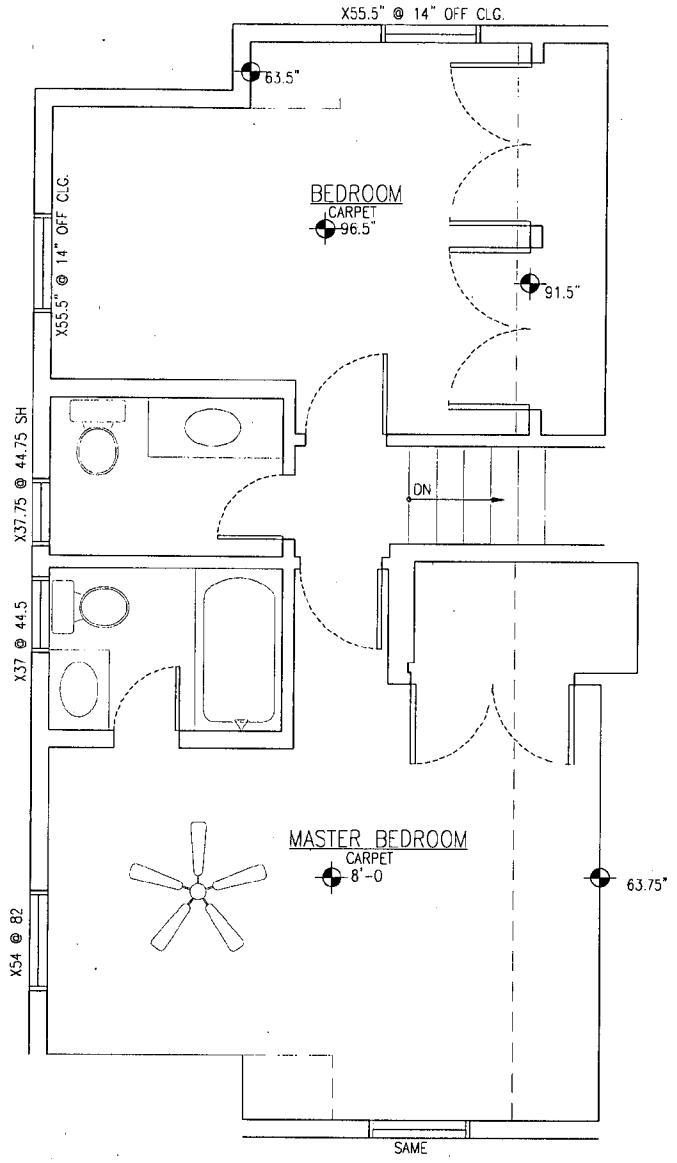 X55.5" @ 14" OFF CLG.
63.5"
BEDROOM
CARPET
96.5"
X55.5" @ 14" OFF CLG.
91.5"
X37.75 @ 44.75 SH
DN
X37 @ 44.5
MASTER BEDROOM
CARPET
8'-0
63.75"
X54 @ 82
SAME